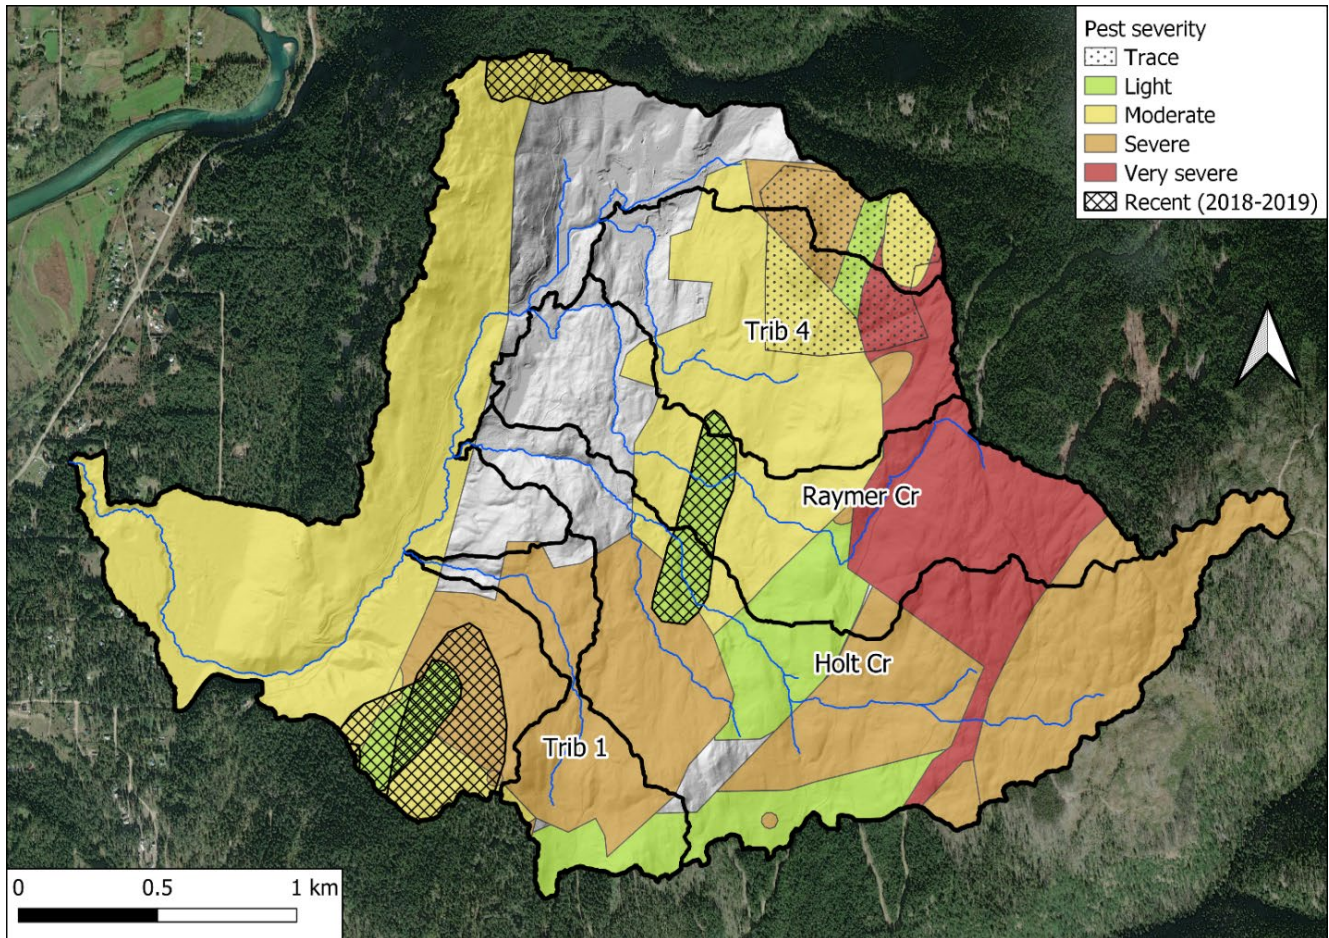 Pest severity
Trace
Light
Moderate
Severe
Very severe
Recent (2018-2019)
Trib 4
Raymer Cr
Holt Cr
Trib 1
0 0.5 1 km